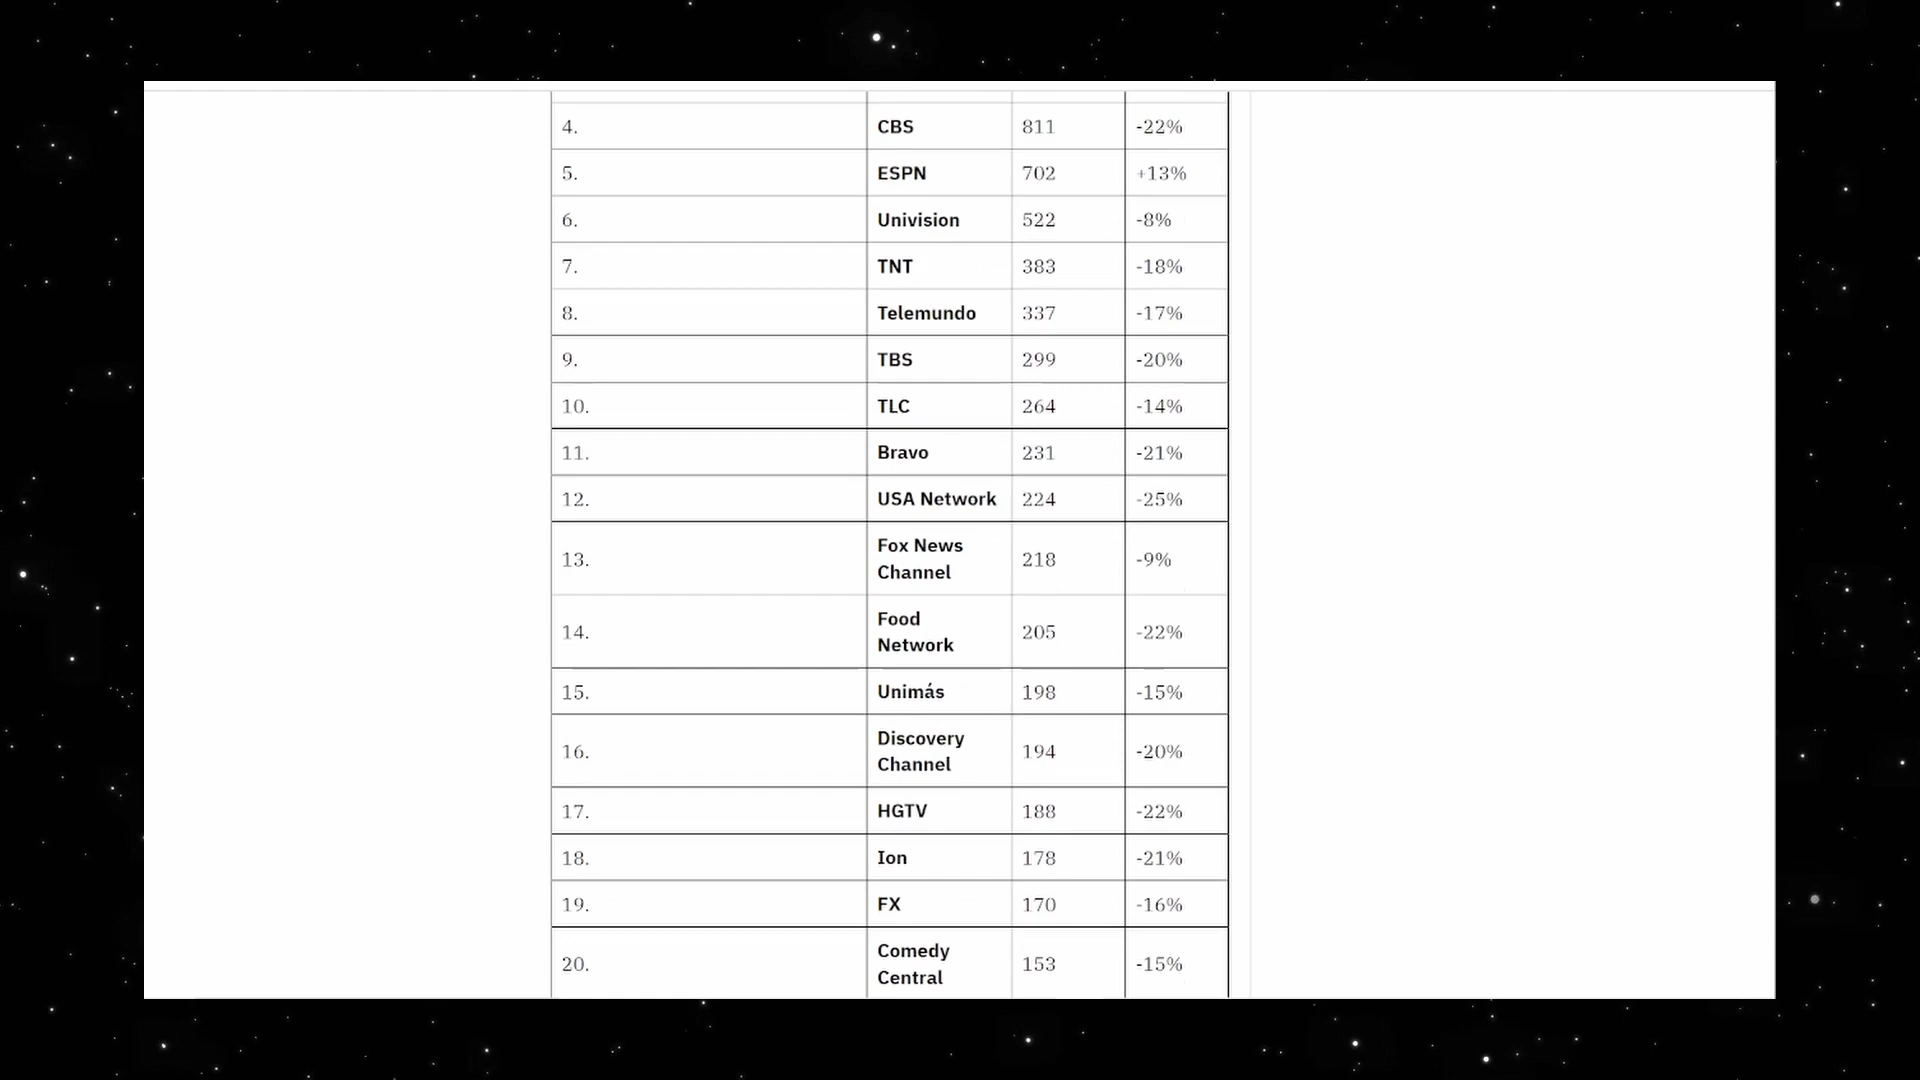 4. CBS 811 -22%
5. ESPN 702 +13%
6. Univision 522 -8%
7. TNT 383 -18%
8. Telemundo 337 -17%
9. TBS 299 -20%
10. TLC 264 -14%
11. Bravo 231 -21%
12. USA Network 224 -25%
13. Fox News Channel 218 -9%
14. Food Network 205 -22%
15. Unimás 198 -15%
16. Discovery Channel 194 -20%
17. HGTV 188 -22%
18. Ion 178 -21%
19. FX 170 -16%
20. Comedy Central 153 -15%